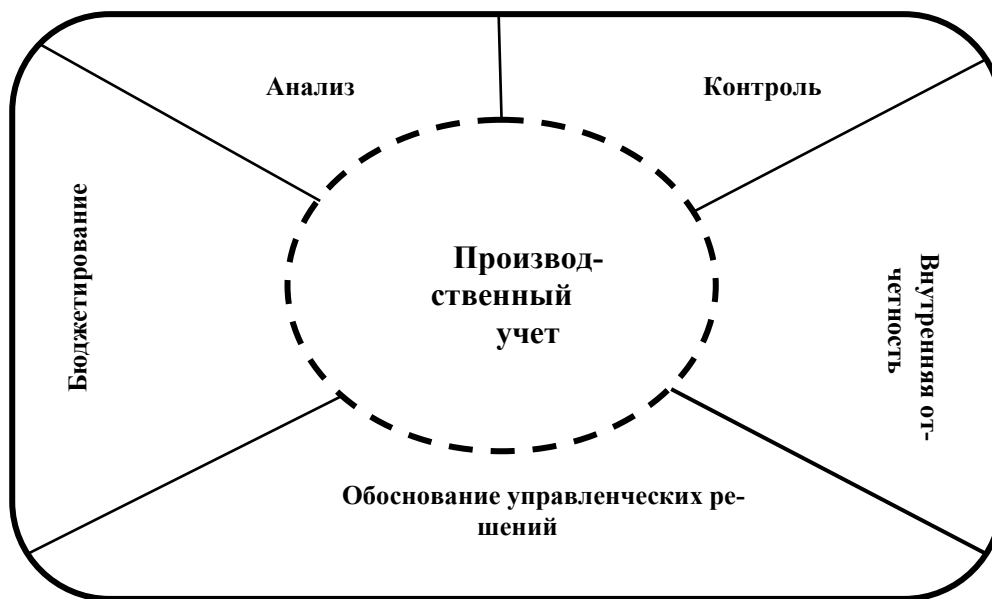 Анализ
Контроль
Бюджетирование
Производ-
ственный
учет
Внутренняя от-
четность
Обоснование управленческих ре-
шений